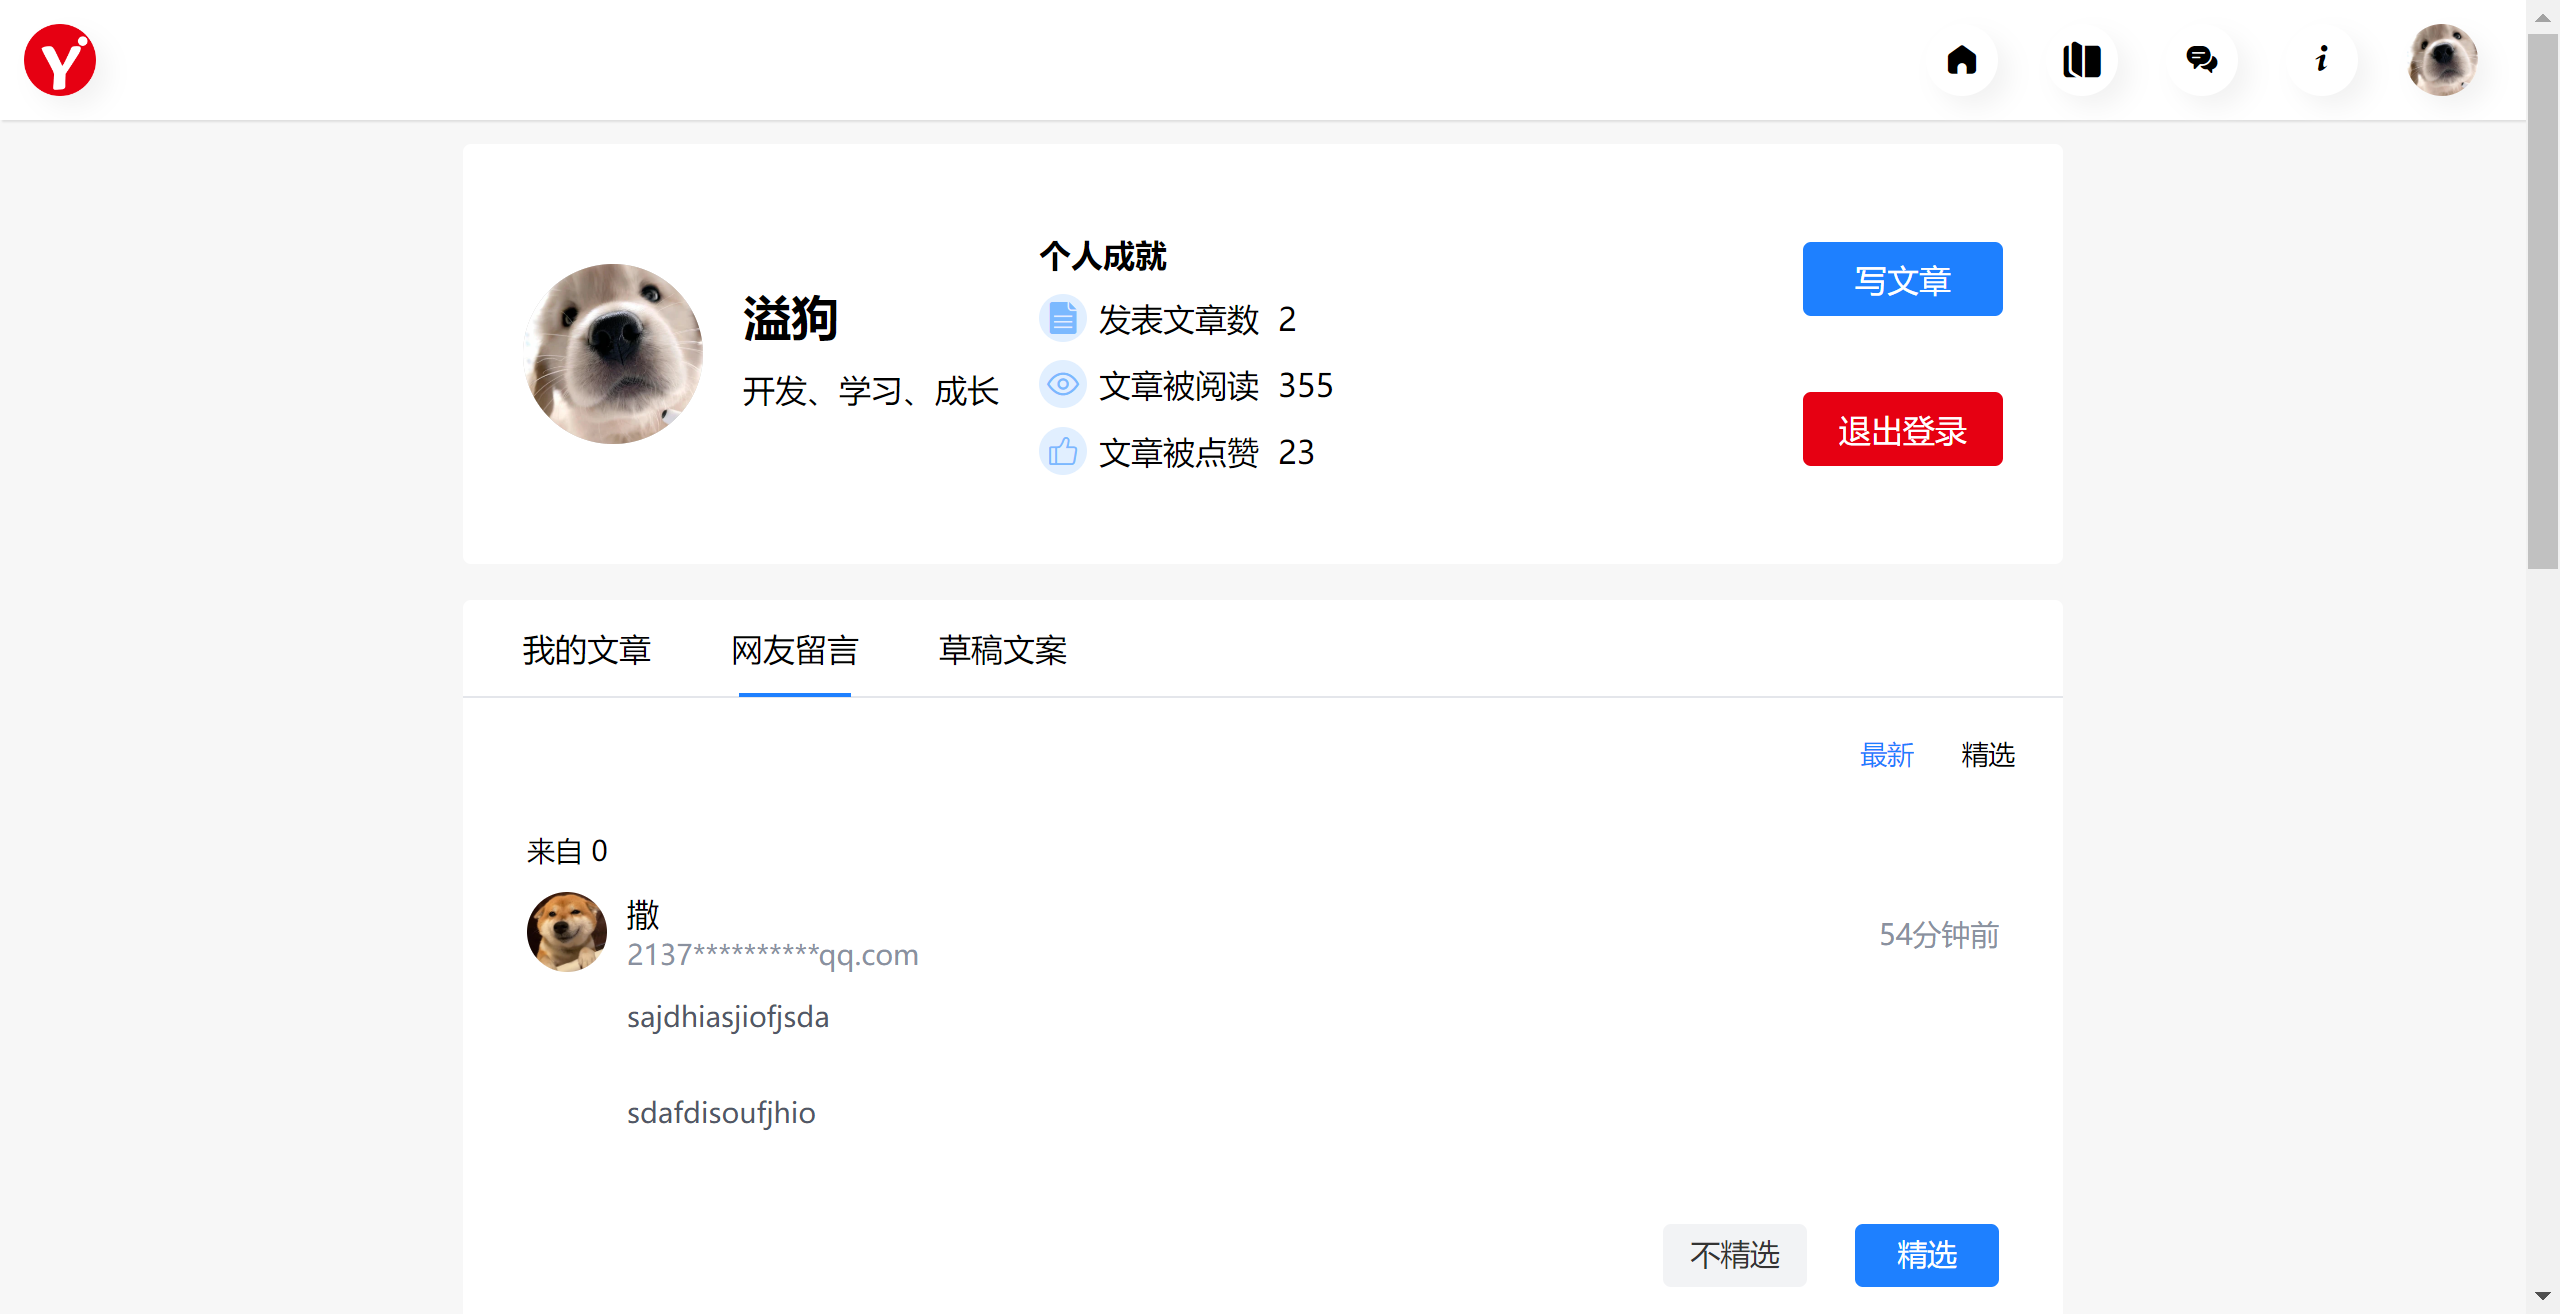 Y
i
溢狗
开发、学习、成长
个人成就
发表文章数 2
文章被阅读 355
文章被点赞 23
写文章
退出登录
我的文章 网友留言 草稿文案
最新 精选
来自 0
撒
2137**********qq.com
54分钟前
sajdhiasjiofjsda
sdafdisoufjhio
不精选 精选